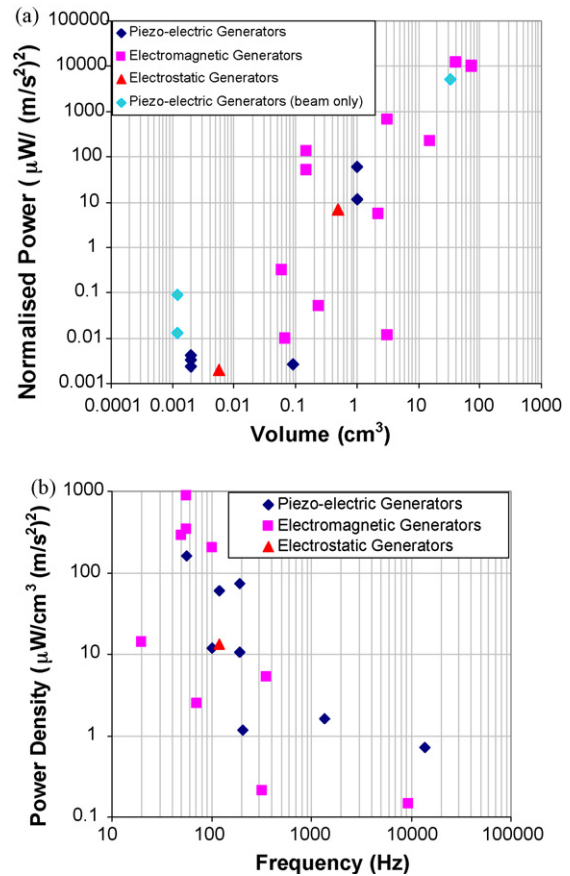 (a)
100000
10000
1000
100
10
1
0.1
0.01
0.001
Normalised Power ( μW/ (m/s²)²)
Piezo-electric Generators
Electromagnetic Generators
Electrostatic Generators
Piezo-electric Generators (beam only)
0.0001 0.001 0.01 0.1 1 10 100 1000
Volume (cm³)
(b)
1000
100
10
1
0.1
Power Density (μW/cm³ (m/s²)²)
Piezo-electric Generators
Electromagnetic Generators
Electrostatic Generators
10 100 1000 10000 100000
Frequency (Hz)